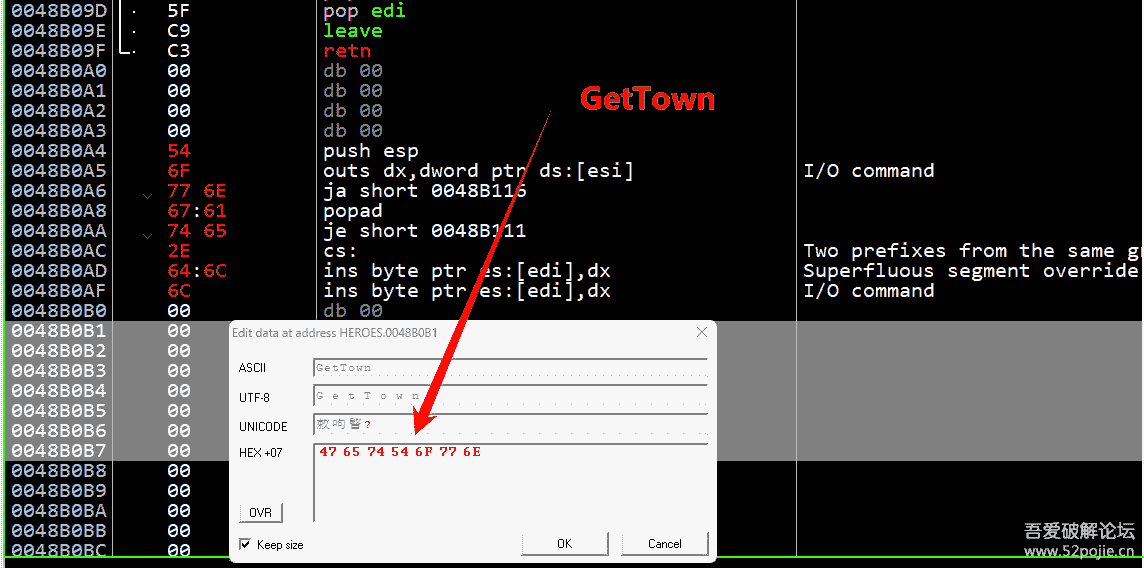 0048B09D 5F pop edi
0048B09E C9 leave
0048B09F C3 retn
0048B0A0 00 db 00
0048B0A1 00 db 00
0048B0A2 00 db 00
0048B0A3 00 db 00
GetTown
0048B0A4 54 push esp
0048B0A5 6F outs dx,dword ptr ds:[esi] I/O command
0048B0A6 77 6E ja short 0048B116
0048B0A8 67:61 popad
0048B0AA 74 65 je short 0048B111
0048B0AC 2E cs: Two prefixes from the same
0048B0AD 64:6C ins byte ptr es:[edi],dx Superfluous segment override
0048B0AF 6C ins byte ptr es:[edi],dx I/O command
0048B0B0 00 db 00
0048B0B1 00
0048B0B2 00
0048B0B3 00
0048B0B4 00
0048B0B5 00
0048B0B6 00
0048B0B7 00
0048B0B8 00
0048B0B9 00
0048B0BA 00
0048B0BB 00
0048B0BC 00
Edit data at address HEROES.0048B0B1
ASCII GetTown
UTF-8 G e t T o w n
UNICODE ?
HEX +07 47 65 74 54 6F 77 6E
OVR
Keep size
OK
Cancel
吾爱破解论坛
www.52pojie.cn